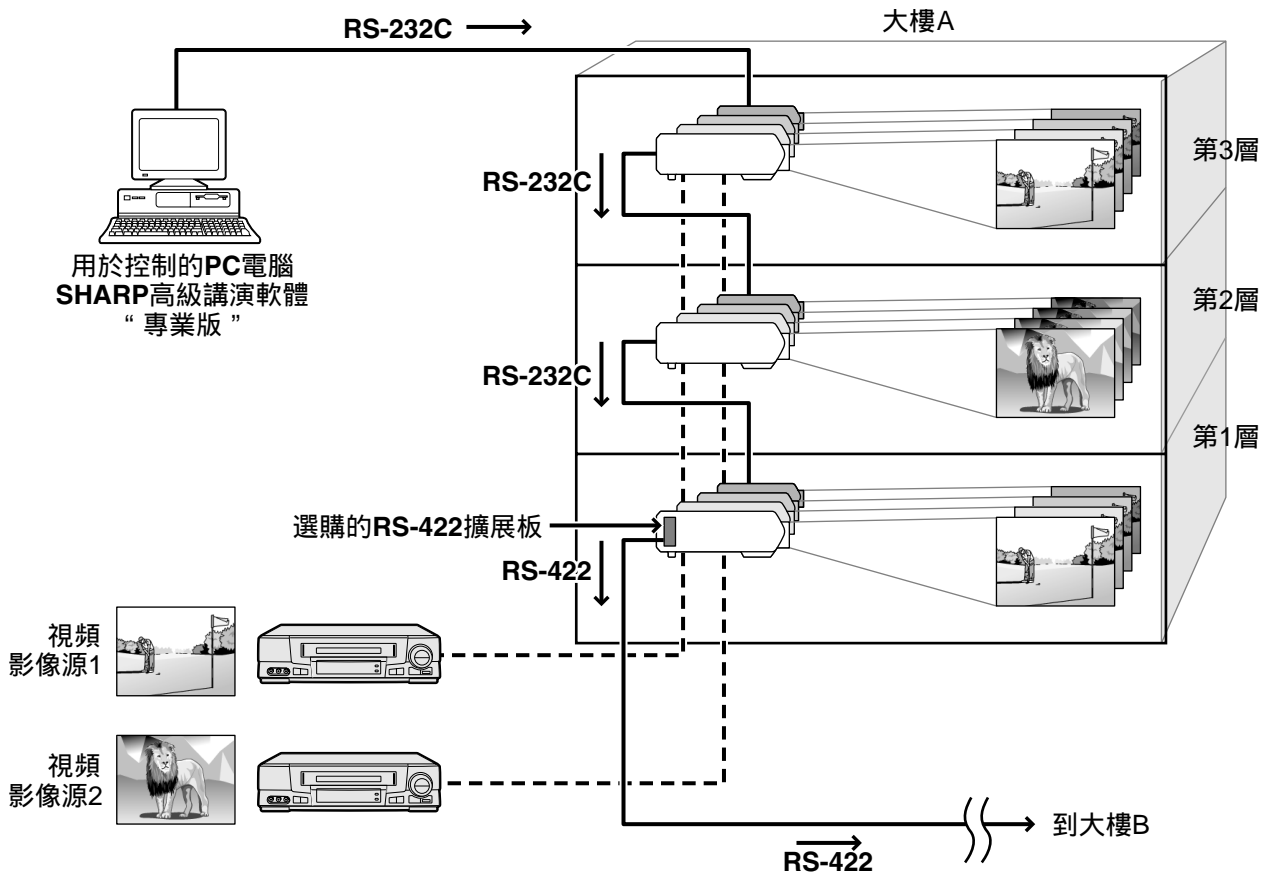 大樓A
RS-232C
第3層
RS-232C
用於控制的PC電腦
SHARP高級講演軟體
“ 專業版 ”
第2層
RS-232C
第1層
選購的RS-422擴展板
RS-422
視頻
影像源1
視頻
影像源2
到大樓B
RS-422